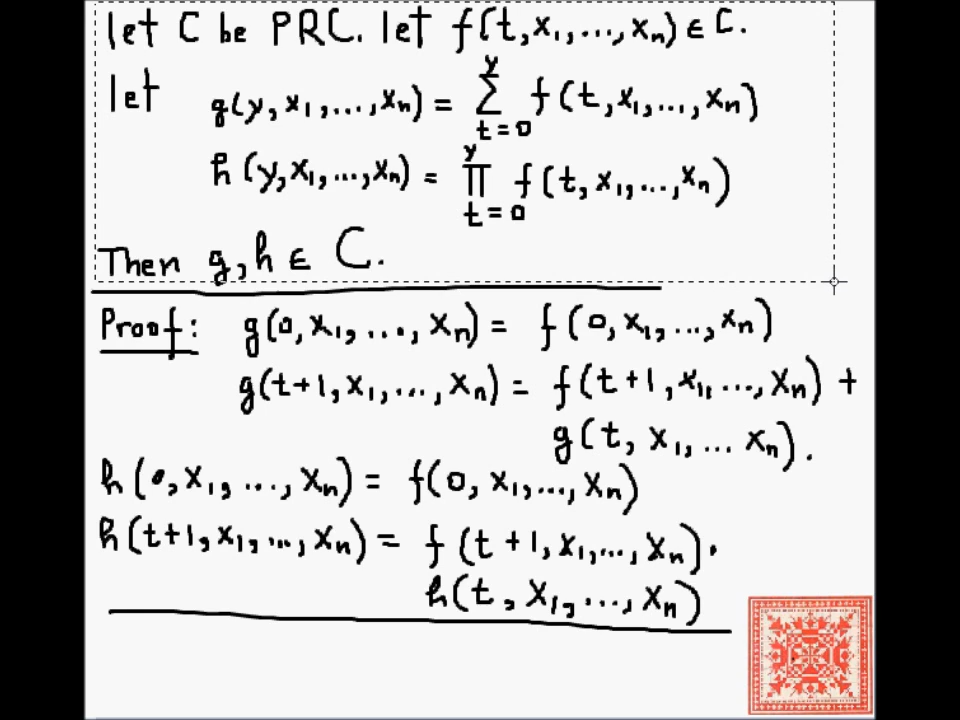 let C be PRC. let f(t,x₁,...,xₙ) ∈ C.
let g(y,x₁,...,xₙ) = ∑_{t=0}^{y} f(t,x₁,...,xₙ)
h(y,x₁,...,xₙ) = ∏_{t=0}^{y} f(t,x₁,...,xₙ)
Then g,h ∈ C.
Proof: g(0,x₁,...,xₙ) = f(0,x₁,...,xₙ)
g(t+1,x₁,...,xₙ) = f(t+1,x₁,...,xₙ) +
g(t,x₁,...xₙ).
h(0,x₁,...,xₙ) = f(0,x₁,...,xₙ)
h(t+1,x₁,...,xₙ) = f(t+1,x₁,...,xₙ)·
h(t,x₁,...,xₙ)